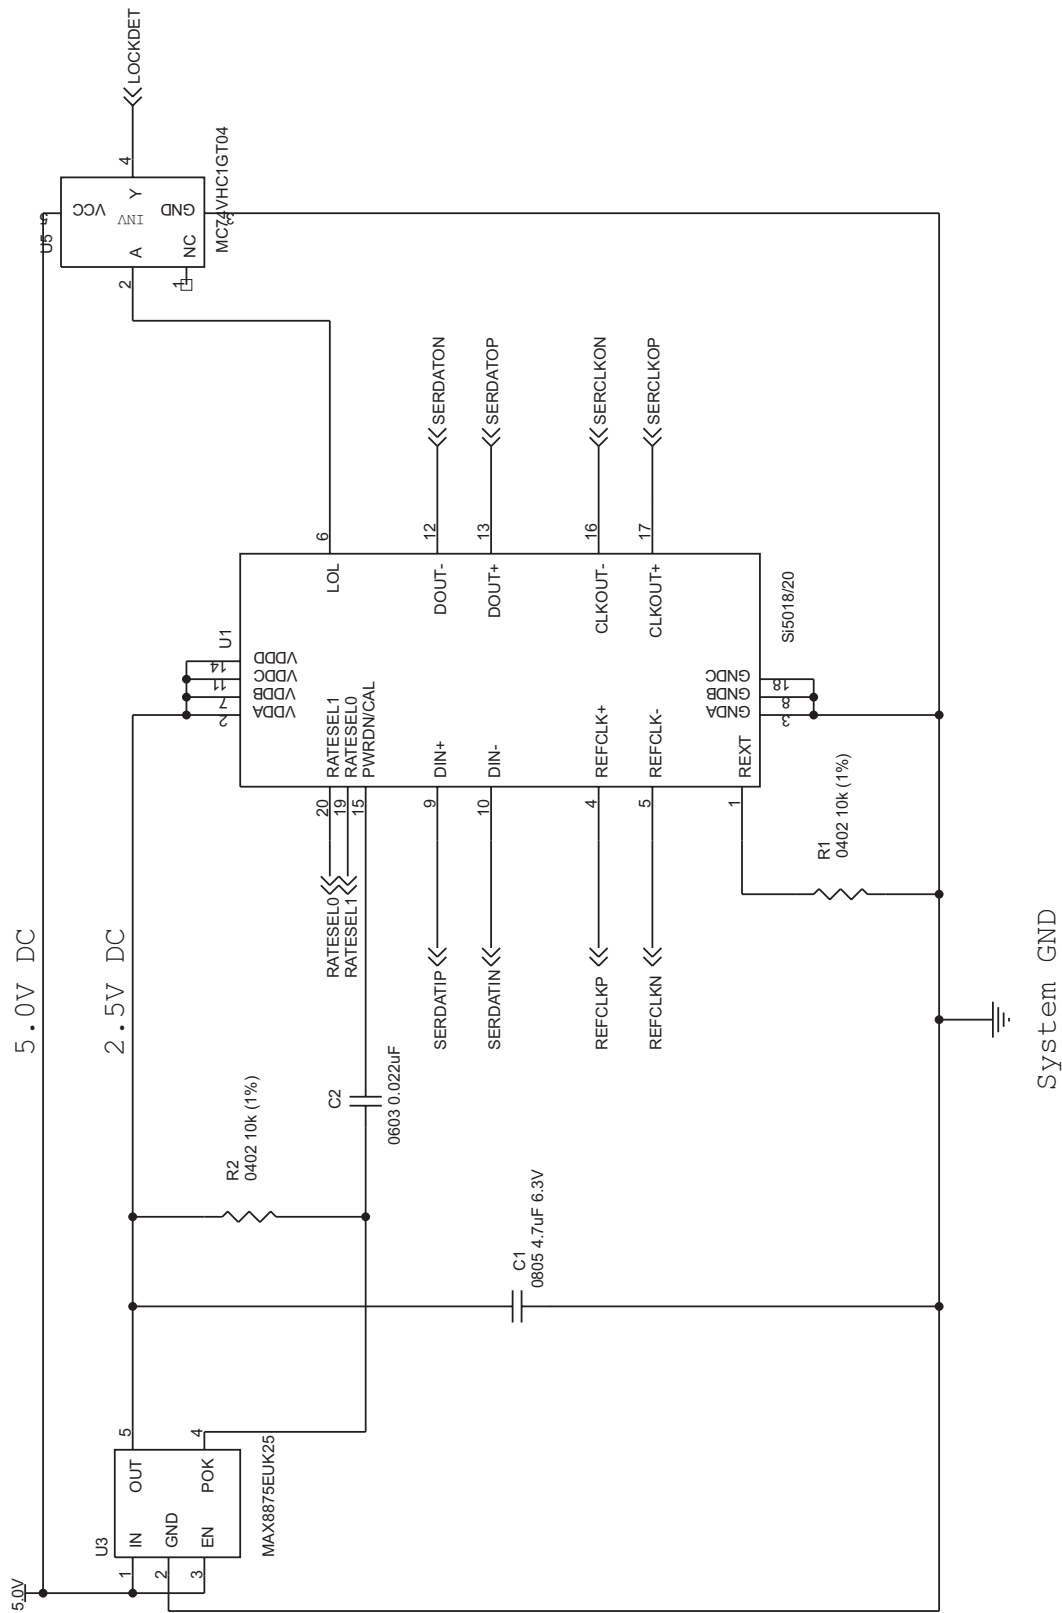 5.0V
5.0V DC
2.5V DC
U3
IN
GND
EN
OUT
POK
1
2
3
5
4
MAX8875EUK25
R2
0402 10k (1%)
C1
0805 4.7uF 6.3V
C2
0603 0.022uF
RATESEL0
RATESEL1
SERDATIP
SERDATIN
REFCLKP
REFCLKN
20
19
15
9
10
4
5
1
U1
2
7
11
14
VDDA
VDDB
VDDC
VDDD
RATESEL1
RATESEL0
PWRDN/CAL
DIN+
DIN-
REFCLK+
REFCLK-
REXT
LOL
DOUT-
DOUT+
CLKOUT-
CLKOUT+
GNDA
GNDB
GNDC
3
8
18
Si5018/20
6
12
13
16
17
SERDATON
SERDATOP
SERCLKON
SERCLKOP
R1
0402 10k (1%)
U5
5
VCC
INV
A
Y
NC
GND
2
1
4
3
MC74VHC1GT04
LOCKDET
System GND